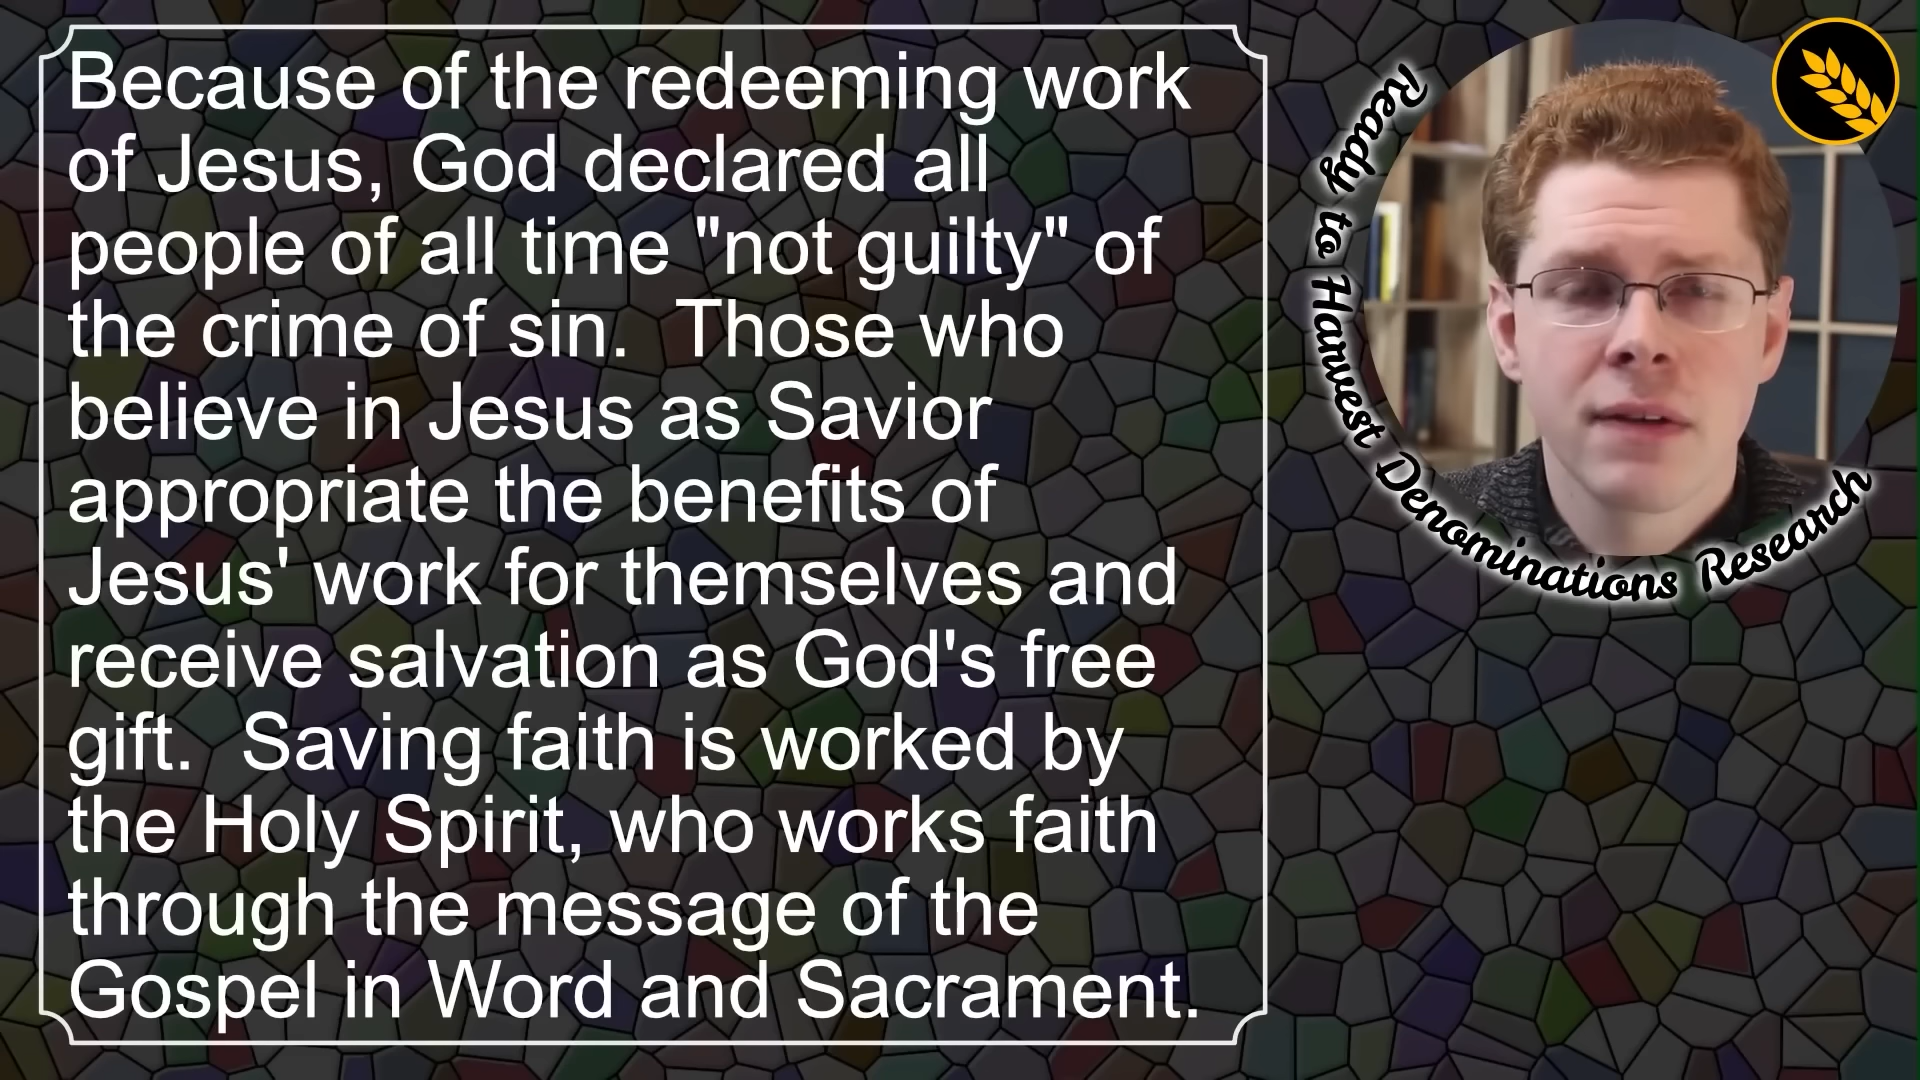 Because of the redeeming work
of Jesus, God declared all
people of all time "not guilty" of
the crime of sin.  Those who
believe in Jesus as Savior
appropriate the benefits of
Jesus' work for themselves and
receive salvation as God's free
gift.  Saving faith is worked by
the Holy Spirit, who works faith
through the message of the
Gospel in Word and Sacrament.
Ready to Harvest Denominations Research